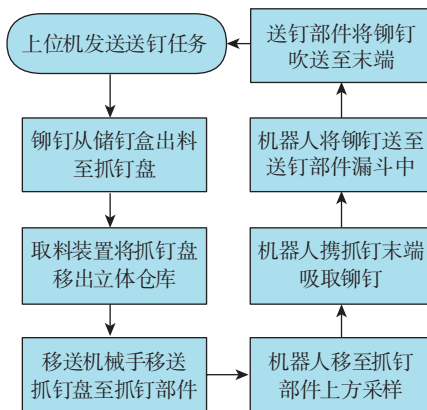 上位机发送送钉任务
铆钉从储钉盒出料
至抓钉盘
取料装置将抓钉盘
移出立体仓库
移送机械手移送
抓钉盘至抓钉部件
机器人移至抓钉
部件上方采样
机器人携抓钉末端
吸取铆钉
机器人将铆钉送至
送钉部件漏斗中
送钉部件将铆钉
吹送至末端